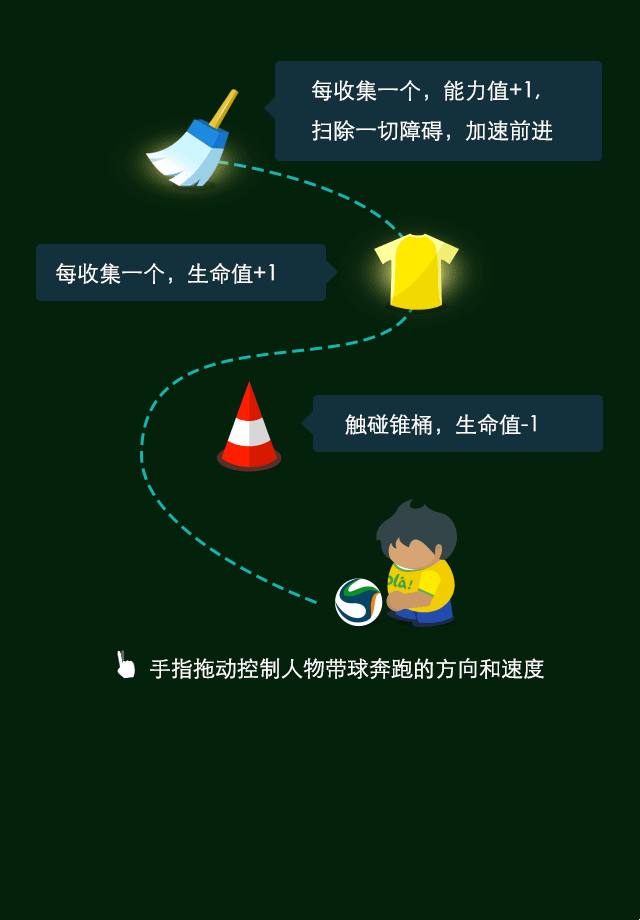 每收集一个，能力值+1,
扫除一切障碍，加速前进
每收集一个，生命值+1
触碰锥桶，生命值-1
olà!
手指拖动控制人物带球奔跑的方向和速度